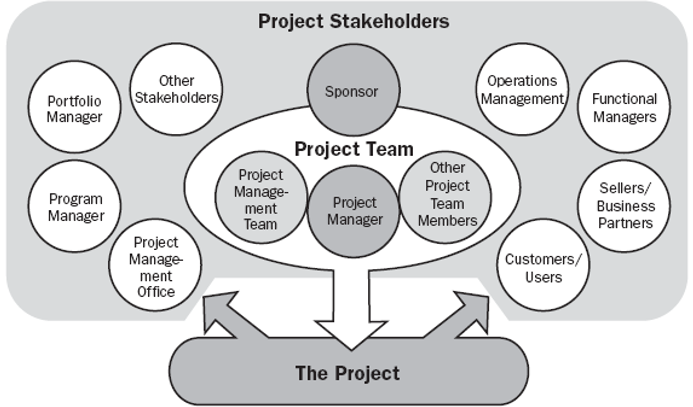 Project Stakeholders
Portfolio
Manager
Other
Stakeholders
Sponsor
Operations
Management
Functional
Managers
Program
Manager
Project
Manage-
ment
Office
Project Team
Project
Manage-
ment
Team
Project
Manager
Other
Project
Team
Members
Sellers/
Business
Partners
Customers/
Users
The Project